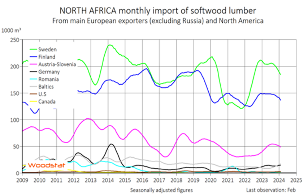 NORTH AFRICA monthly import of softwood lumber
From main European exporters (excluding Russia) and North America
1000 m³
250
200
150
100
50
0
Sweden
Finland
Austria-Slovenia
Germany
Romania
Baltics
U.S
Canada
Woodstat
2009 2010 2011 2012 2013 2014 2015 2016 2017 2018 2019 2020 2021 2022 2023 2024 2025
Seasonally adjusted figures
Last observation: Feb